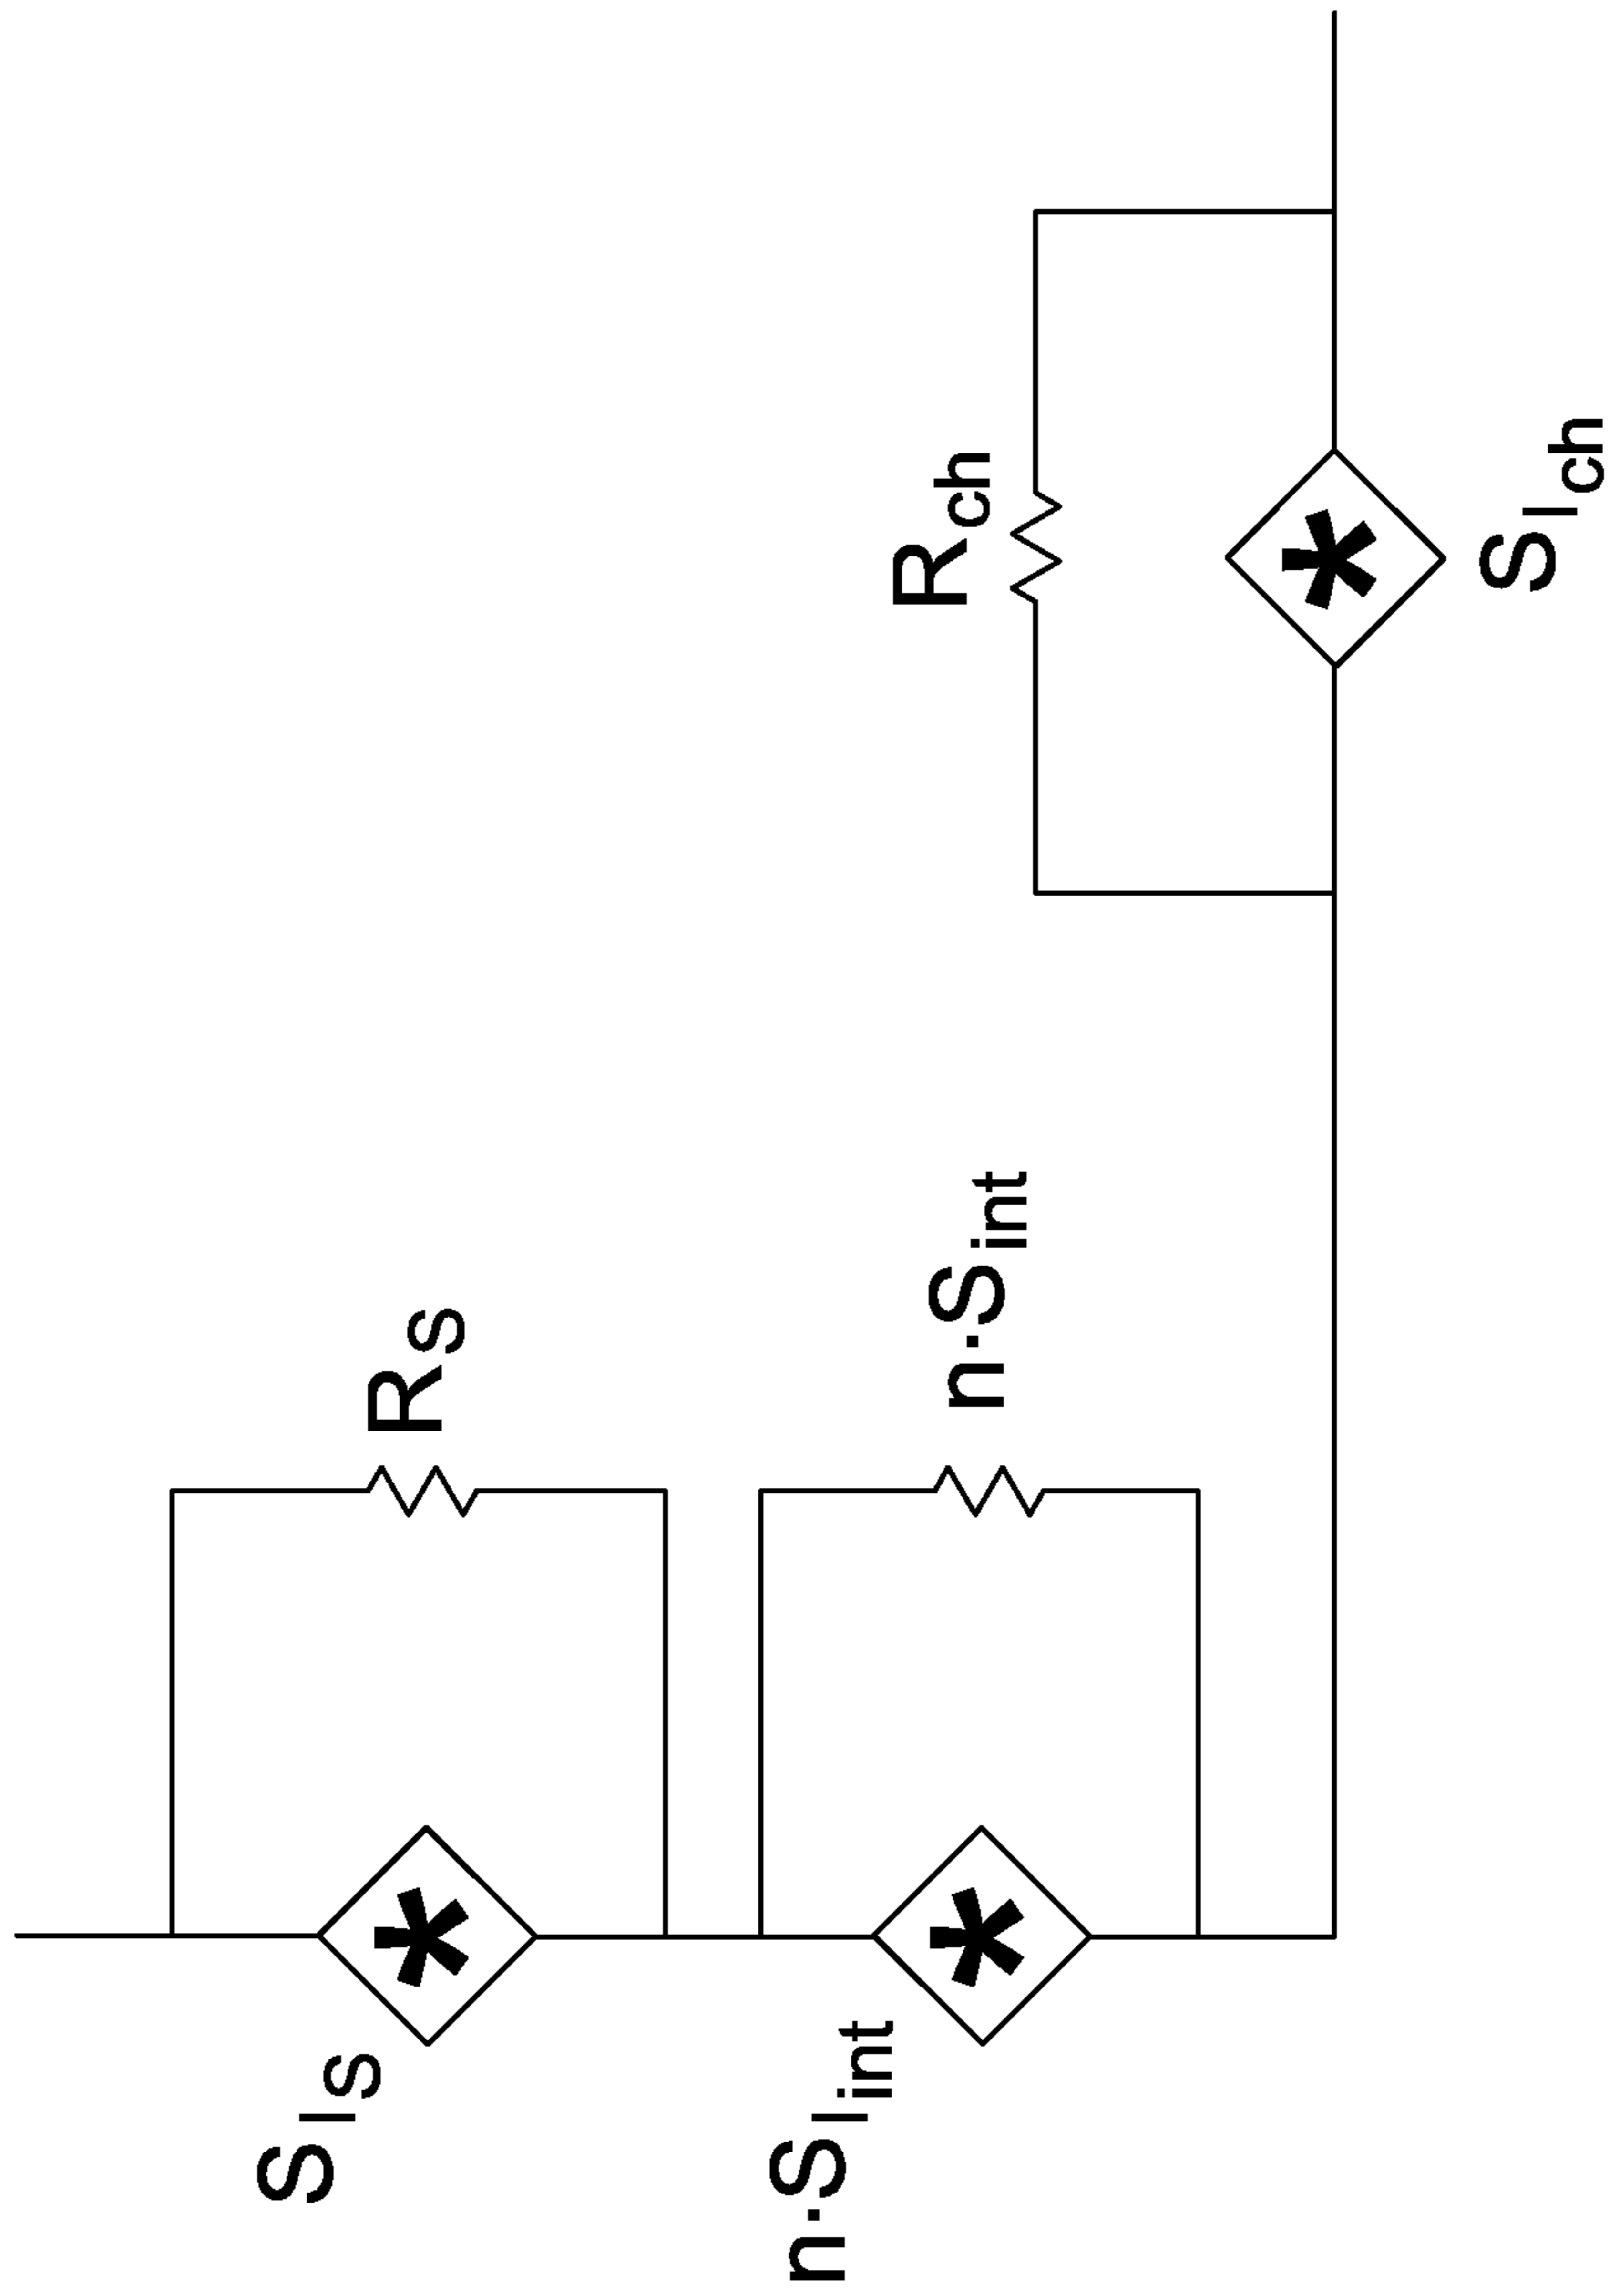 R_ch
S_I_ch
R_S
n·S_int
S_I_S
n·S_I_int